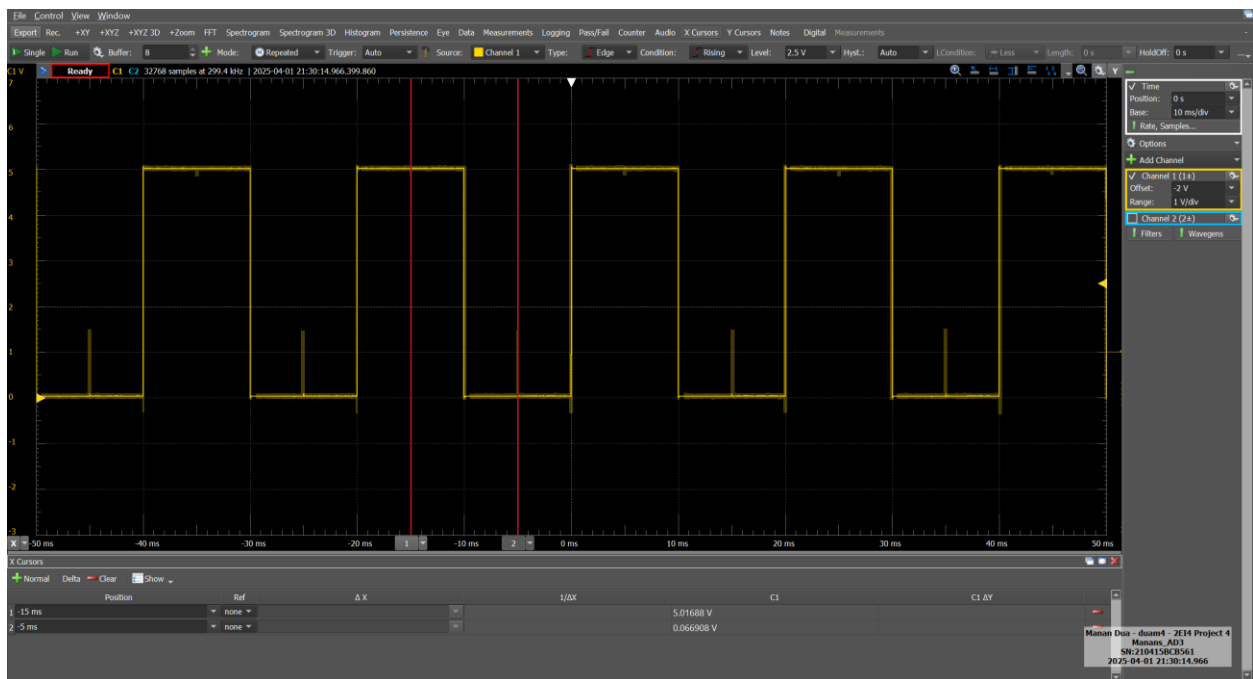 File Control View Window
Export Rec. +XY +XYZ +XYZ 3D +Zoom FFT Spectrogram Spectrogram 3D Histogram Persistence Eye Data Measurements Logging Pass/Fail Counter Audio X Cursors Y Cursors Notes Digital Measurements
Single Run Buffer: 8 Mode: Repeated Trigger: Auto Source: Channel 1 Type: Edge Condition: Rising Level: 2.5 V Hyst.: Auto LCondition: Less Length: 0 s HoldOff: 0 s
C1 V Ready C1 C2 32768 samples at 299.4 kHz | 2025-04-01 21:30:14.966.399.860 Y
7
6
5
4
3
2
1
0
-1
-2
-3
Time
Position: 0 s
Base: 10 ms/div
Rate, Samples...
Options
Add Channel
Channel 1 (1±)
Offset: -2 V
Range: 1 V/div
Channel 2 (2±)
Filters Wavegens
X -50 ms -40 ms -30 ms -20 ms 1 -10 ms 2 0 ms 10 ms 20 ms 30 ms 40 ms 50 ms
X Cursors
Normal Delta Clear Show
Position Ref Δ X 1/ΔX C1 C1 ΔY
1 -15 ms none 5.01688 V
2 -5 ms none 0.066908 V
Manan Dua - duam4 - 2EI4 Project 4
Manans_AD3
SN:210415BCB561
2025-04-01 21:30:14.966